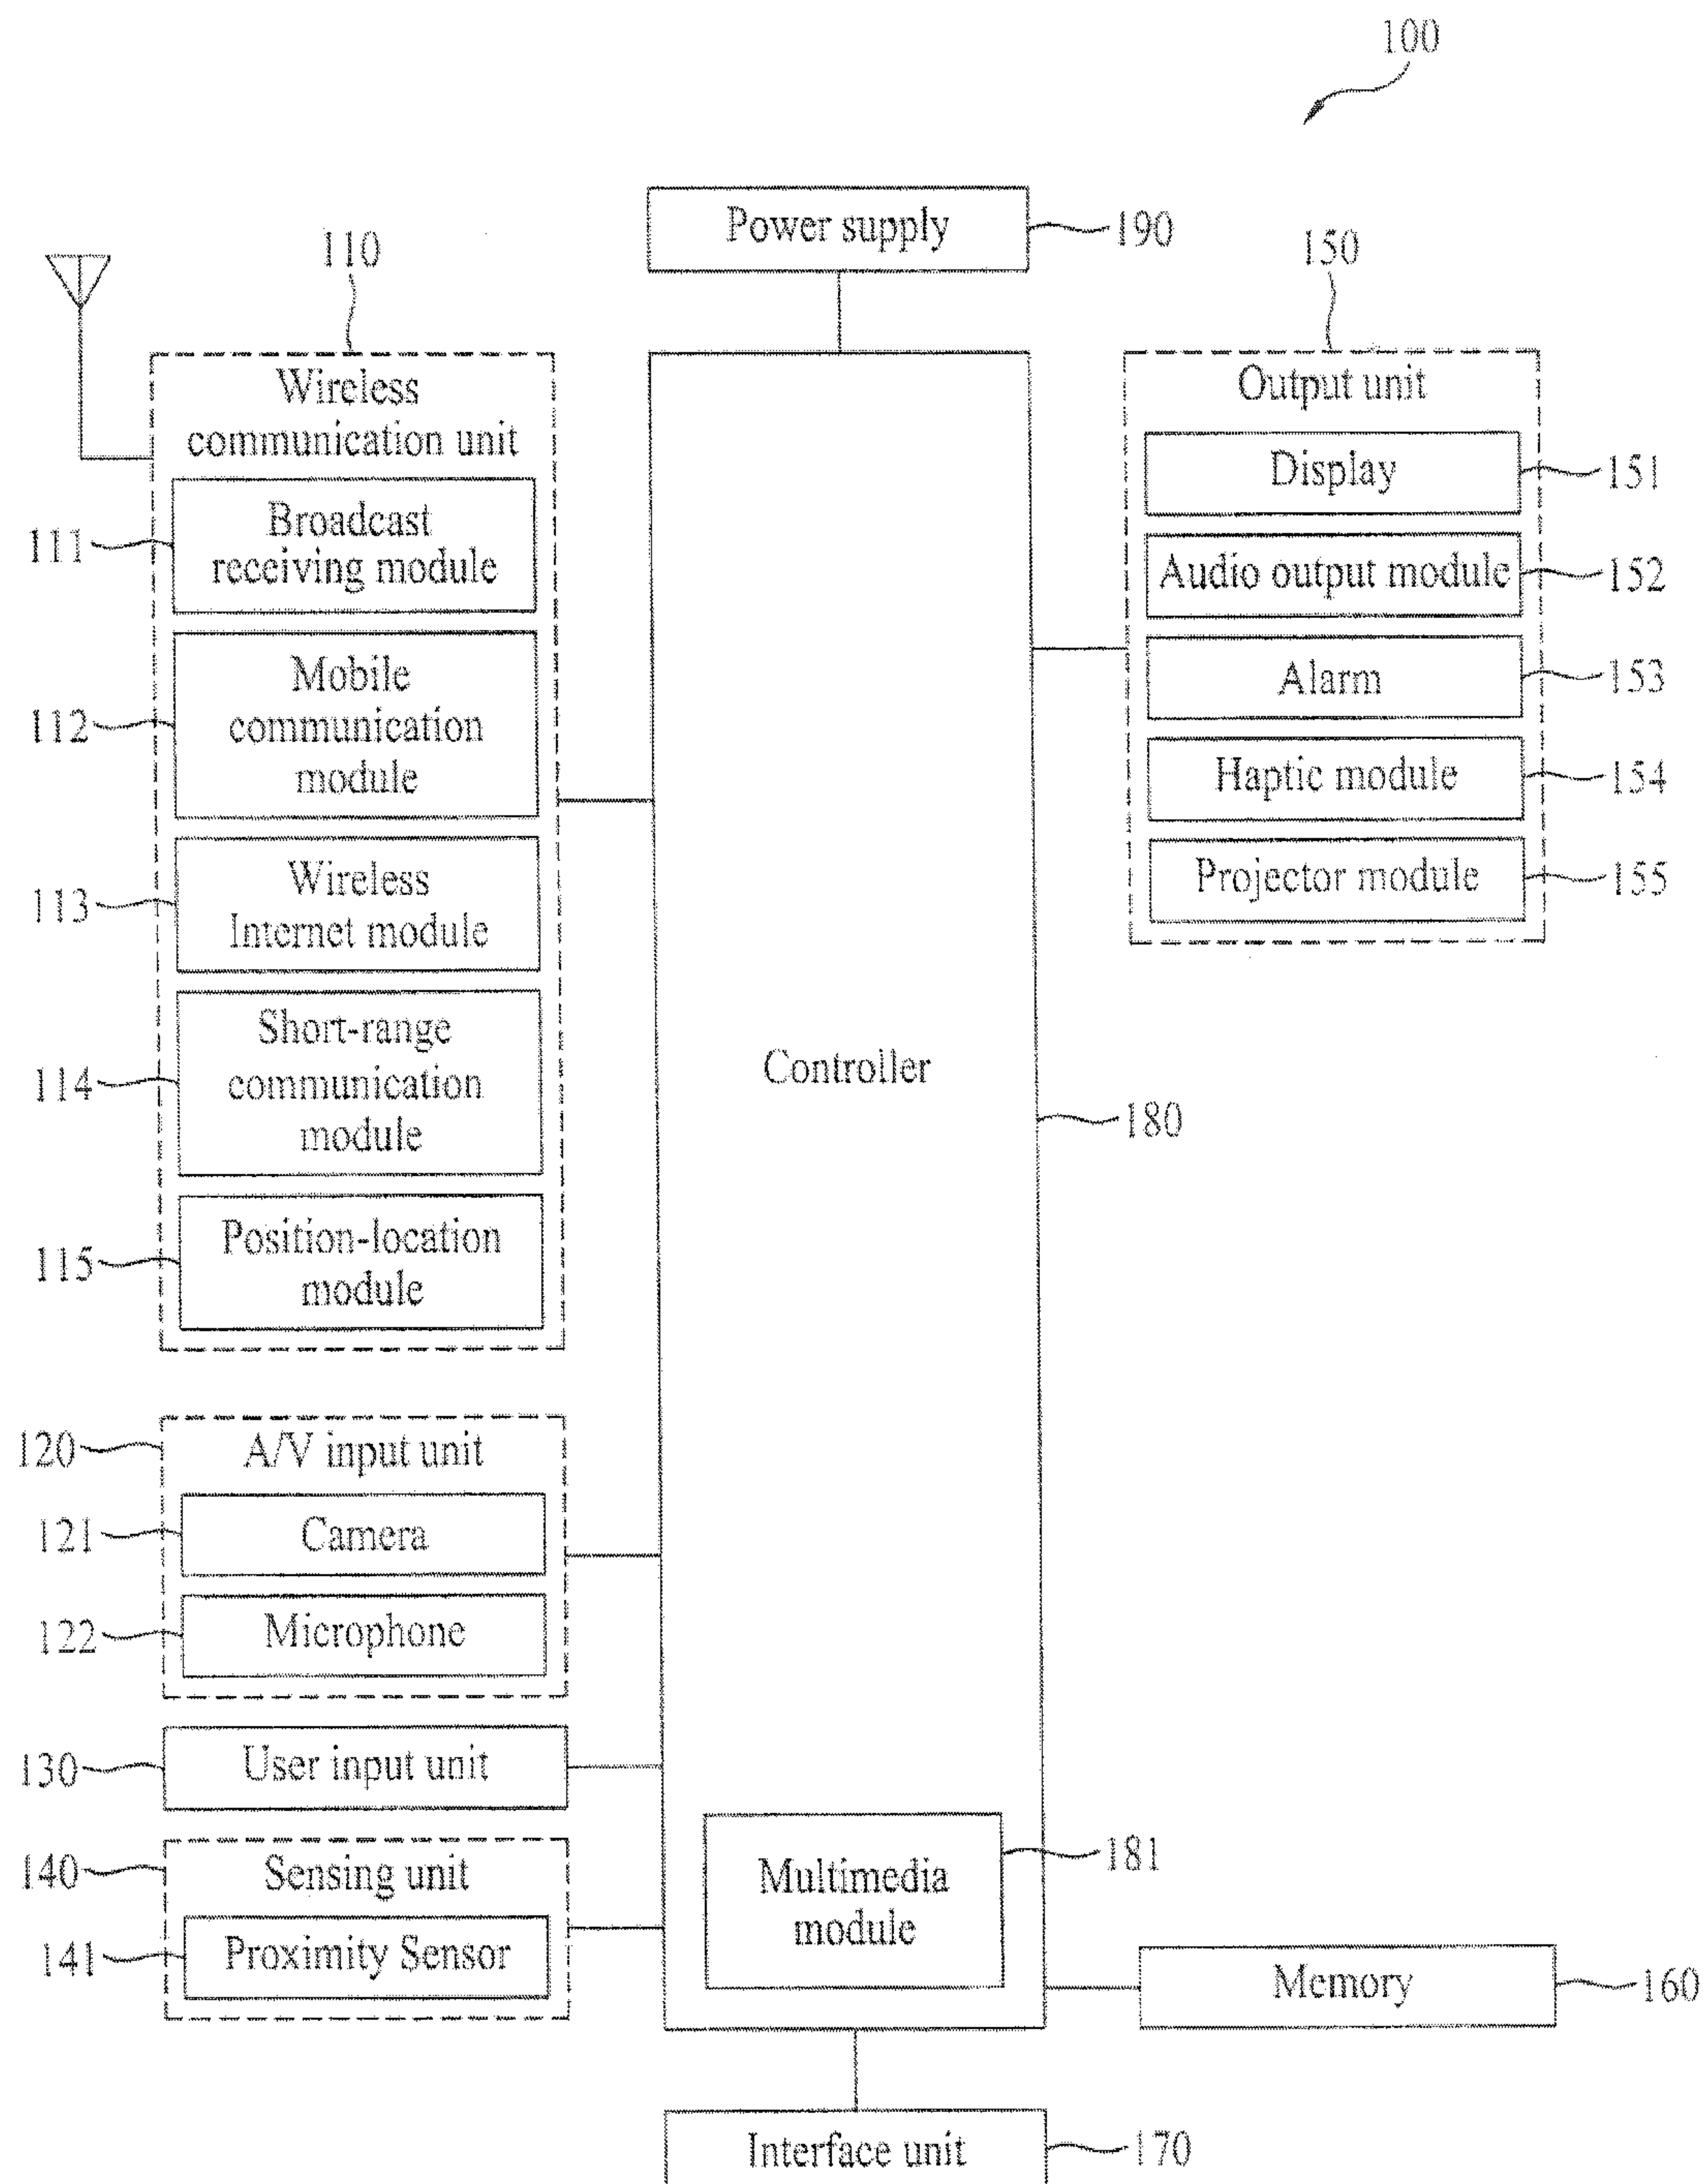 100
Power supply
190
110
Wireless
communication unit
111
Broadcast
receiving module
112
Mobile
communication
module
113
Wireless
Internet module
114
Short-range
communication
module
115
Position-location
module
120
A/V input unit
121
Camera
122
Microphone
130
User input unit
140
Sensing unit
141
Proximity Sensor
Controller
180
Multimedia
module
181
150
Output unit
Display
151
Audio output module
152
Alarm
153
Haptic module
154
Projector module
155
Memory
160
Interface unit
170